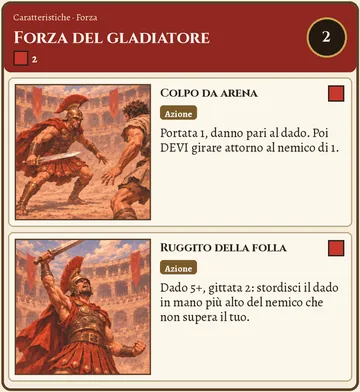 Caratteristiche · Forza
Forza del gladiatore
2
2
Colpo da arena
Azione
Portata 1, danno pari al dado. Poi
DEVI girare attorno al nemico di 1.
Ruggito della folla
Azione
Dado 5+, gittata 2: stordisci il dado
in mano più alto del nemico che
non supera il tuo.